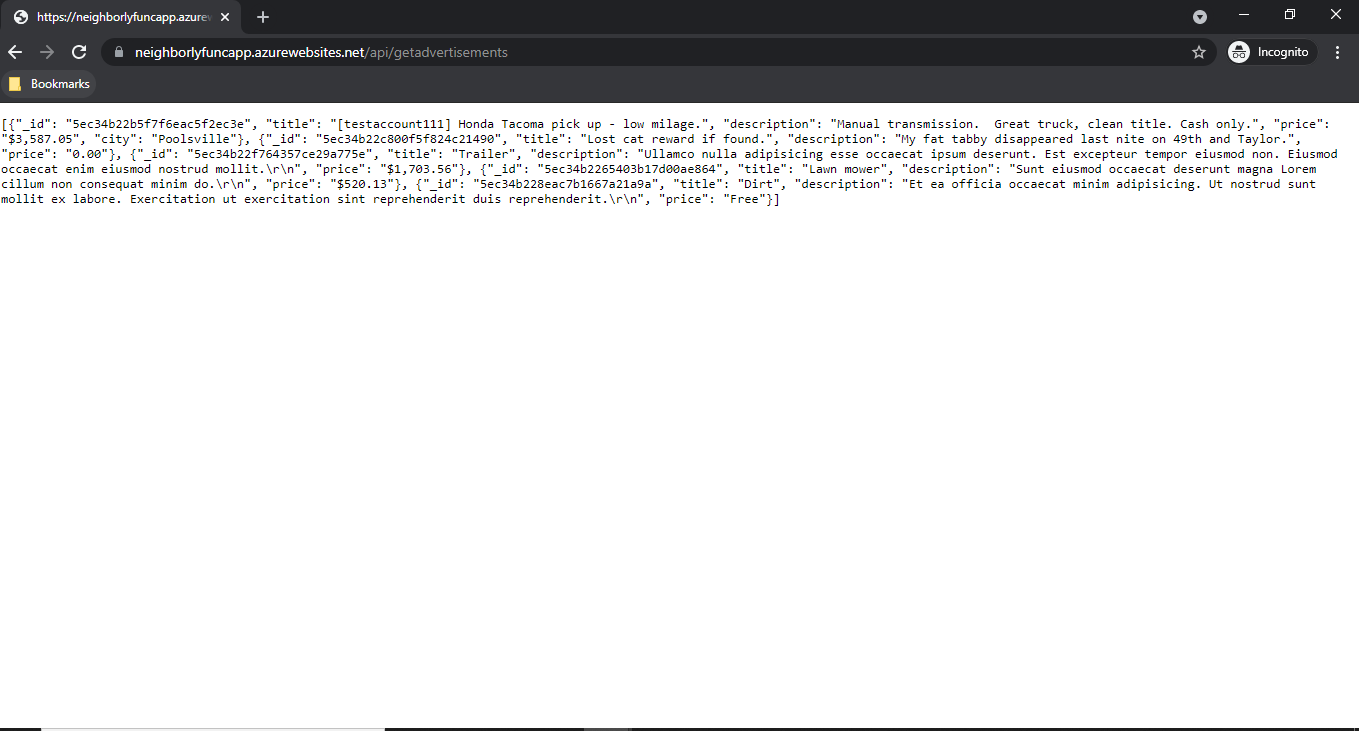 https://neighborlyfuncapp.azurew
neighborlyfuncapp.azurewebsites.net/api/getadvertisements
Incognito
Bookmarks
[{"_id": "5ec34b22b5f7f6eac5f2ec3e", "title": "[testaccount111] Honda Tacoma pick up - low milage.", "description": "Manual transmission.  Great truck, clean title. Cash only.", "price":
"$3,587.05", "city": "Poolsville"}, {"_id": "5ec34b22c800f5f824c21490", "title": "Lost cat reward if found.", "description": "My fat tabby disappeared last nite on 49th and Taylor.",
"price": "0.00"}, {"_id": "5ec34b22f764357ce29a775e", "title": "Trailer", "description": "Ullamco nulla adipisicing esse occaecat ipsum deserunt. Est excepteur tempor eiusmod non. Eiusmod
occaecat enim eiusmod nostrud mollit.\r\n", "price": "$1,703.56"}, {"_id": "5ec34b2265403b17d00ae864", "title": "Lawn mower", "description": "Sunt eiusmod occaecat deserunt magna Lorem
cillum non consequat minim do.\r\n", "price": "$520.13"}, {"_id": "5ec34b228eac7b1667a21a9a", "title": "Dirt", "description": "Et ea officia occaecat minim adipisicing. Ut nostrud sunt
mollit ex labore. Exercitation ut exercitation sint reprehenderit duis reprehenderit.\r\n", "price": "Free"}]